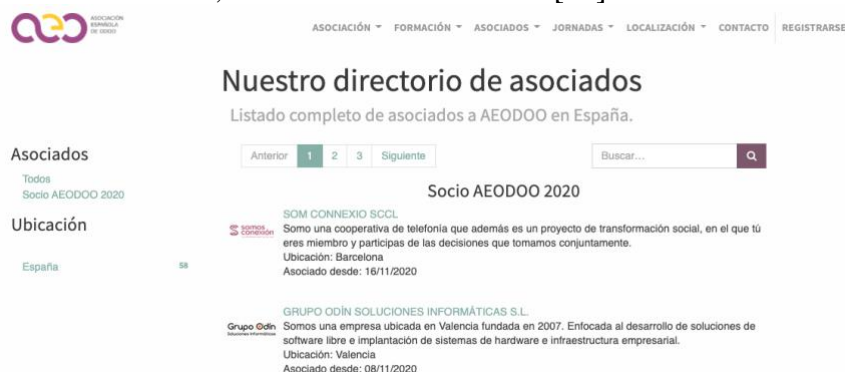 ASOCIACIÓN
ESPAÑOLA
DE ODOO
ASOCIACIÓN FORMACIÓN ASOCIADOS JORNADAS LOCALIZACIÓN CONTACTO REGISTRARSE
Nuestro directorio de asociados
Listado completo de asociados a AEODOO en España.
Asociados
Todos
Socio AEODOO 2020
Ubicación
España 58
Anterior 1 2 3 Siguiente
Buscar...
Socio AEODOO 2020
somos
conexión
SOM CONNEXIO SCCL
Somo una cooperativa de telefonía que además es un proyecto de transformación social, en el que tú
eres miembro y participas de las decisiones que tomamos conjuntamente.
Ubicación: Barcelona
Asociado desde: 16/11/2020
Grupo Odín
Soluciones Informáticas
GRUPO ODÍN SOLUCIONES INFORMÁTICAS S.L.
Somos una empresa ubicada en Valencia fundada en 2007. Enfocada al desarrollo de soluciones de
software libre e implantación de sistemas de hardware e infraestructura empresarial.
Ubicación: Valencia
Asociado desde: 08/11/2020